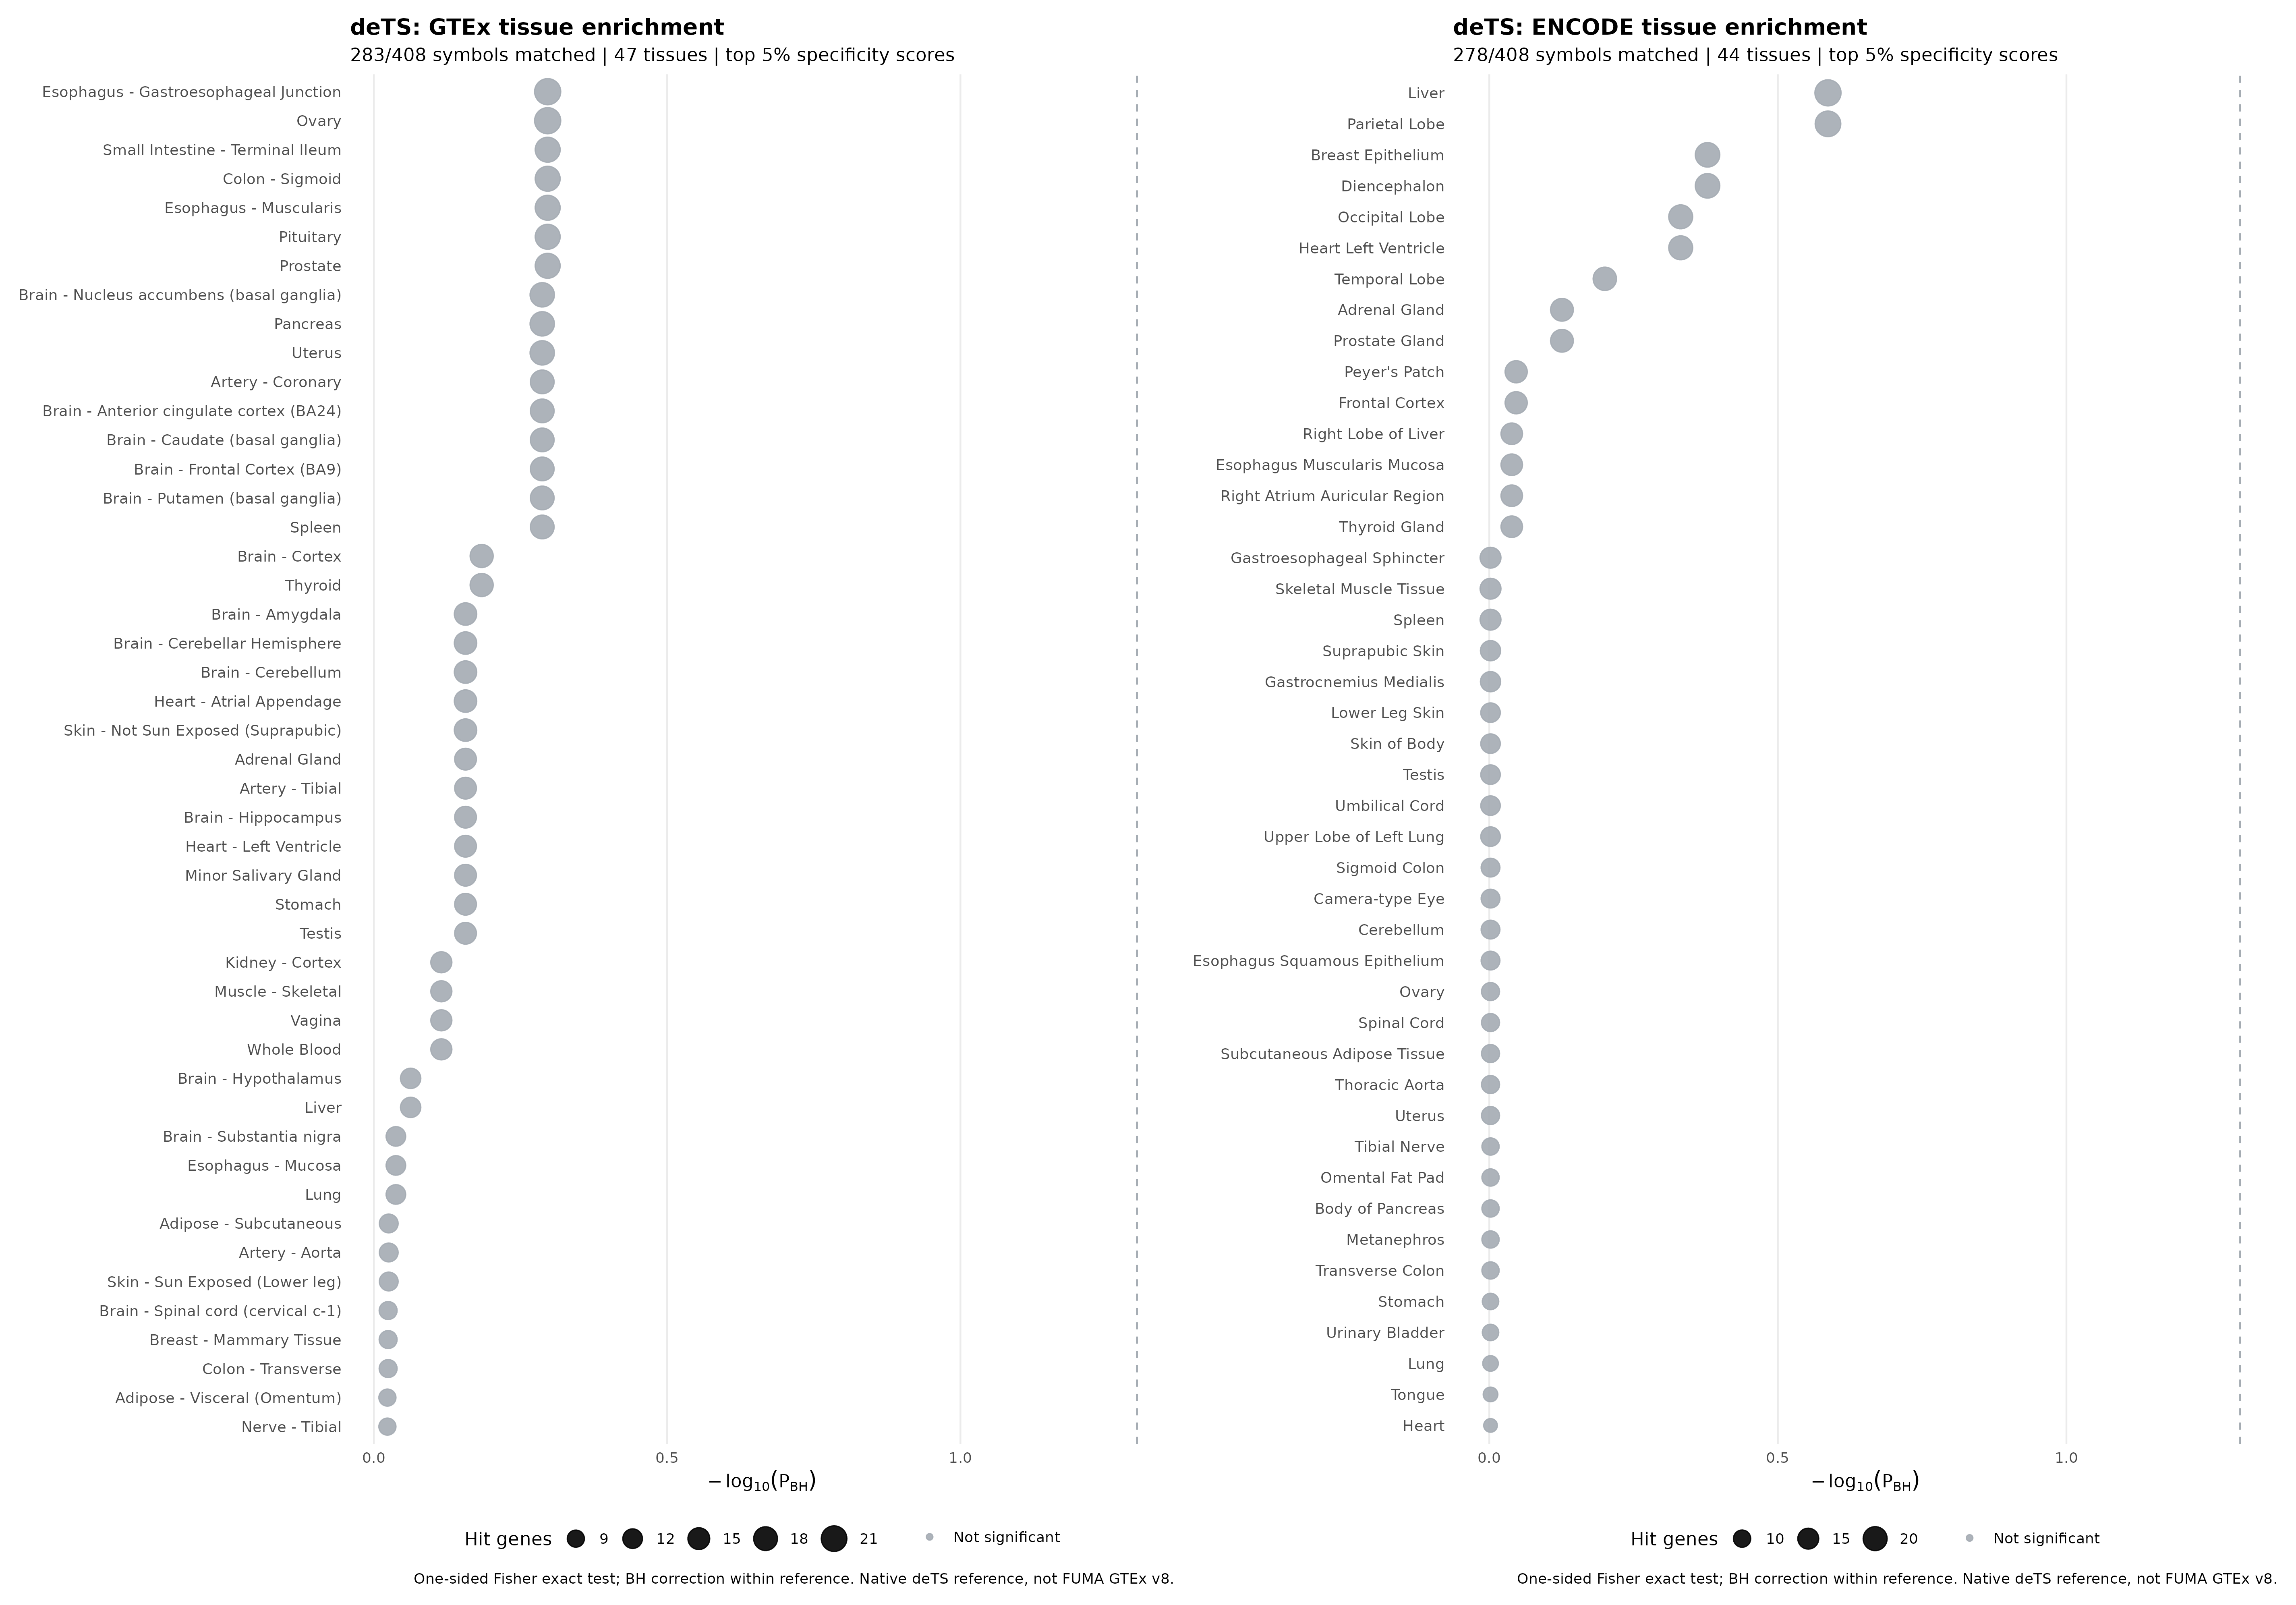 deTS: GTEx tissue enrichment
283/408 symbols matched | 47 tissues | top 5% specificity scores
Esophagus - Gastroesophageal Junction
Ovary
Small Intestine - Terminal Ileum
Colon - Sigmoid
Esophagus - Muscularis
Pituitary
Prostate
Brain - Nucleus accumbens (basal ganglia)
Pancreas
Uterus
Artery - Coronary
Brain - Anterior cingulate cortex (BA24)
Brain - Caudate (basal ganglia)
Brain - Frontal Cortex (BA9)
Brain - Putamen (basal ganglia)
Spleen
Brain - Cortex
Thyroid
Brain - Amygdala
Brain - Cerebellar Hemisphere
Brain - Cerebellum
Heart - Atrial Appendage
Skin - Not Sun Exposed (Suprapubic)
Adrenal Gland
Artery - Tibial
Brain - Hippocampus
Heart - Left Ventricle
Minor Salivary Gland
Stomach
Testis
Kidney - Cortex
Muscle - Skeletal
Vagina
Whole Blood
Brain - Hypothalamus
Liver
Brain - Substantia nigra
Esophagus - Mucosa
Lung
Adipose - Subcutaneous
Artery - Aorta
Skin - Sun Exposed (Lower leg)
Brain - Spinal cord (cervical c-1)
Breast - Mammary Tissue
Colon - Transverse
Adipose - Visceral (Omentum)
Nerve - Tibial
0.0 0.5 1.0
−log10(PBH)
Hit genes 9 12 15 18 21 Not significant
One-sided Fisher exact test; BH correction within reference. Native deTS reference, not FUMA GTEx v8.
deTS: ENCODE tissue enrichment
278/408 symbols matched | 44 tissues | top 5% specificity scores
Liver
Parietal Lobe
Breast Epithelium
Diencephalon
Occipital Lobe
Heart Left Ventricle
Temporal Lobe
Adrenal Gland
Prostate Gland
Peyer's Patch
Frontal Cortex
Right Lobe of Liver
Esophagus Muscularis Mucosa
Right Atrium Auricular Region
Thyroid Gland
Gastroesophageal Sphincter
Skeletal Muscle Tissue
Spleen
Suprapubic Skin
Gastrocnemius Medialis
Lower Leg Skin
Skin of Body
Testis
Umbilical Cord
Upper Lobe of Left Lung
Sigmoid Colon
Camera-type Eye
Cerebellum
Esophagus Squamous Epithelium
Ovary
Spinal Cord
Subcutaneous Adipose Tissue
Thoracic Aorta
Uterus
Tibial Nerve
Omental Fat Pad
Body of Pancreas
Metanephros
Transverse Colon
Stomach
Urinary Bladder
Lung
Tongue
Heart
0.0 0.5 1.0
−log10(PBH)
Hit genes 10 15 20 Not significant
One-sided Fisher exact test; BH correction within reference. Native deTS reference, not FUMA GTEx v8.